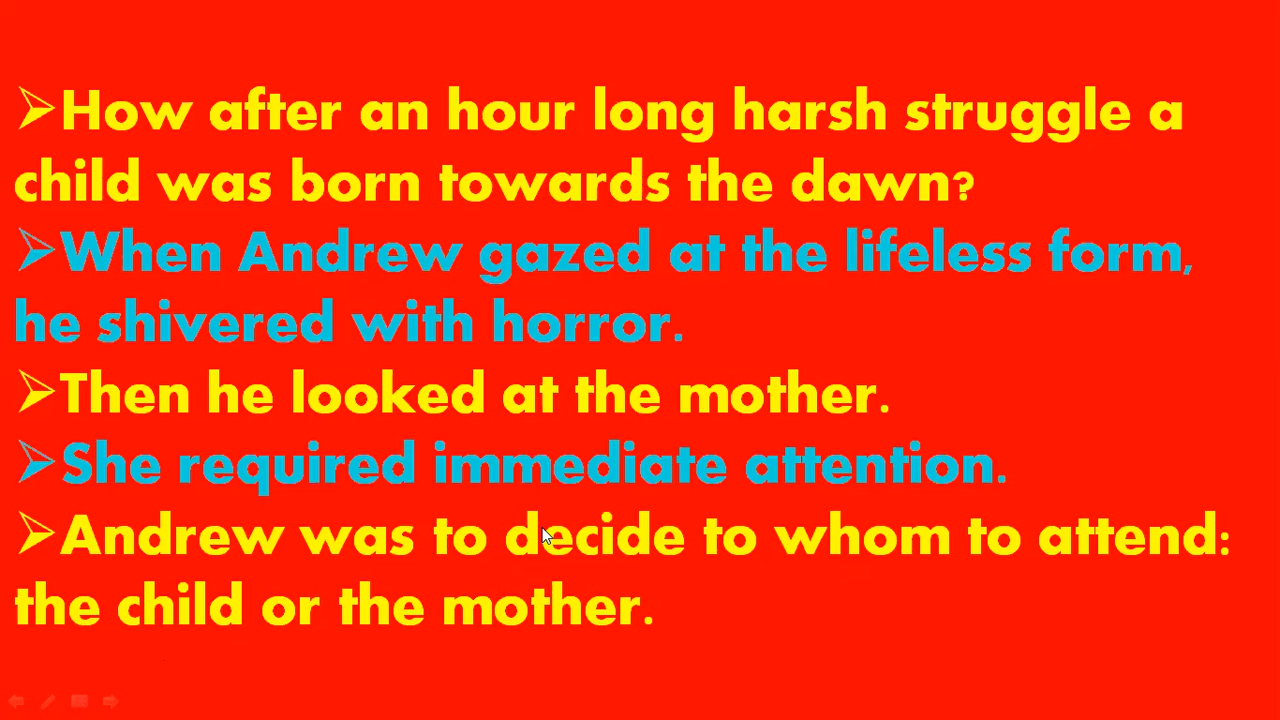 ➢How after an hour long harsh struggle a
child was born towards the dawn?
➢When Andrew gazed at the lifeless form,
he shivered with horror.
➢Then he looked at the mother.
➢She required immediate attention.
➢Andrew was to decide to whom to attend:
the child or the mother.